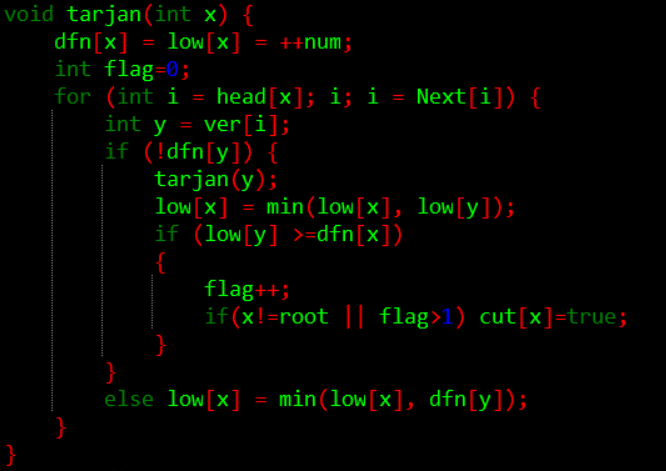 void tarjan(int x) {
    dfn[x] = low[x] = ++num;
    int flag=0;
    for (int i = head[x]; i; i = Next[i]) {
        int y = ver[i];
        if (!dfn[y]) {
            tarjan(y);
            low[x] = min(low[x], low[y]);
            if (low[y] >=dfn[x])
            {
                flag++;
                if(x!=root || flag>1) cut[x]=true;
            }
        }
        else low[x] = min(low[x], dfn[y]);
    }
}